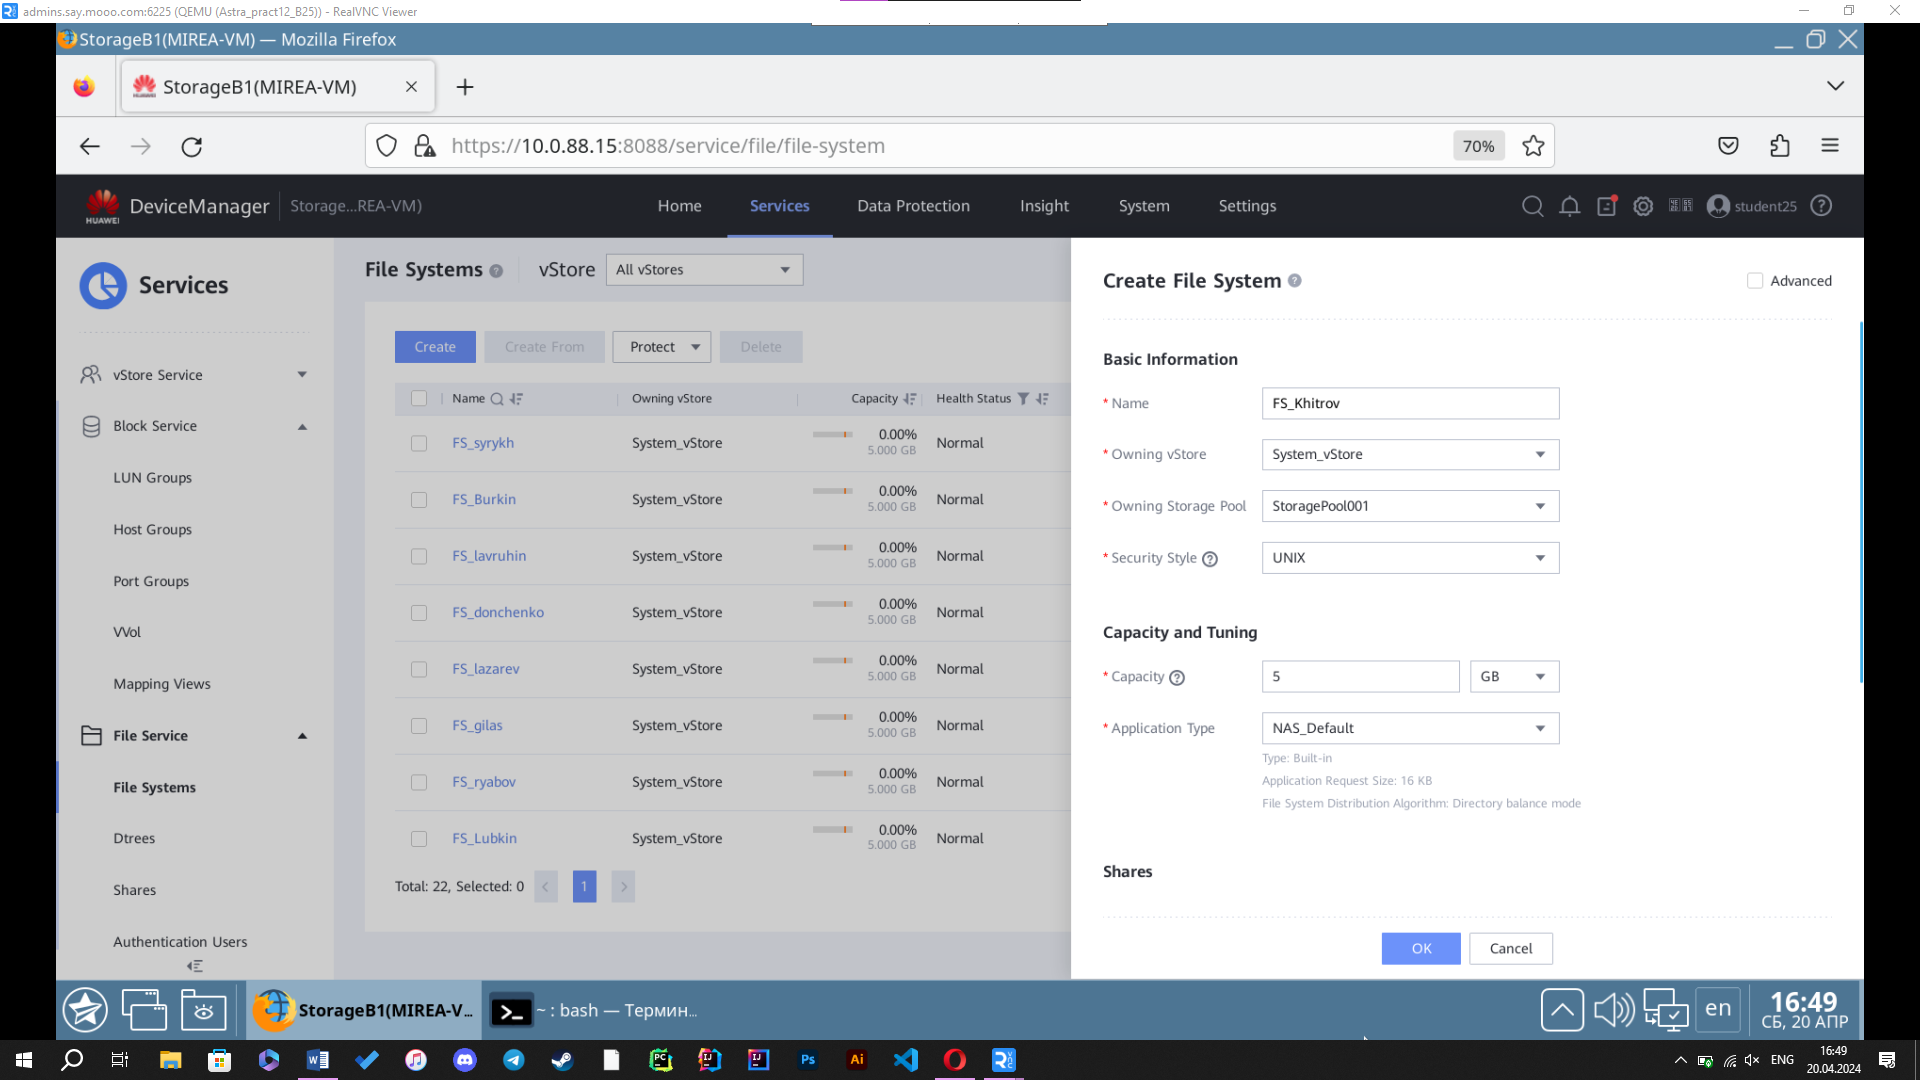 admins.say.mooo.com:6225 (QEMU (Astra_pract12_B25)) - RealVNC Viewer
StorageB1(MIREA-VM) — Mozilla Firefox
StorageB1(MIREA-VM)
https://10.0.88.15:8088/service/file/file-system
70%
HUAWEI
DeviceManager
Storage...REA-VM)
Home
Services
Data Protection
Insight
System
Settings
student25
Services
vStore Service
Block Service
LUN Groups
Host Groups
Port Groups
VVol
Mapping Views
File Service
File Systems
Dtrees
Shares
Authentication Users
File Systems
vStore
All vStores
Create
Create From
Protect
Delete
Name
Owning vStore
Capacity
Health Status
FS_syrykh
System_vStore
0.00%
5.000 GB
Normal
FS_Burkin
System_vStore
0.00%
5.000 GB
Normal
FS_lavruhin
System_vStore
0.00%
5.000 GB
Normal
FS_donchenko
System_vStore
0.00%
5.000 GB
Normal
FS_lazarev
System_vStore
0.00%
5.000 GB
Normal
FS_gilas
System_vStore
0.00%
5.000 GB
Normal
FS_ryabov
System_vStore
0.00%
5.000 GB
Normal
FS_Lubkin
System_vStore
0.00%
5.000 GB
Normal
Total: 22, Selected: 0
1
Create File System
Advanced
Basic Information
* Name
FS_Khitrov
* Owning vStore
System_vStore
* Owning Storage Pool
StoragePool001
* Security Style
UNIX
Capacity and Tuning
* Capacity
5
GB
* Application Type
NAS_Default
Type: Built-in
Application Request Size: 16 KB
File System Distribution Algorithm: Directory balance mode
Shares
OK
Cancel
StorageB1(MIREA-V...
~ : bash — Термин...
en
16:49
СБ, 20 АПР
ENG
16:49
20.04.2024